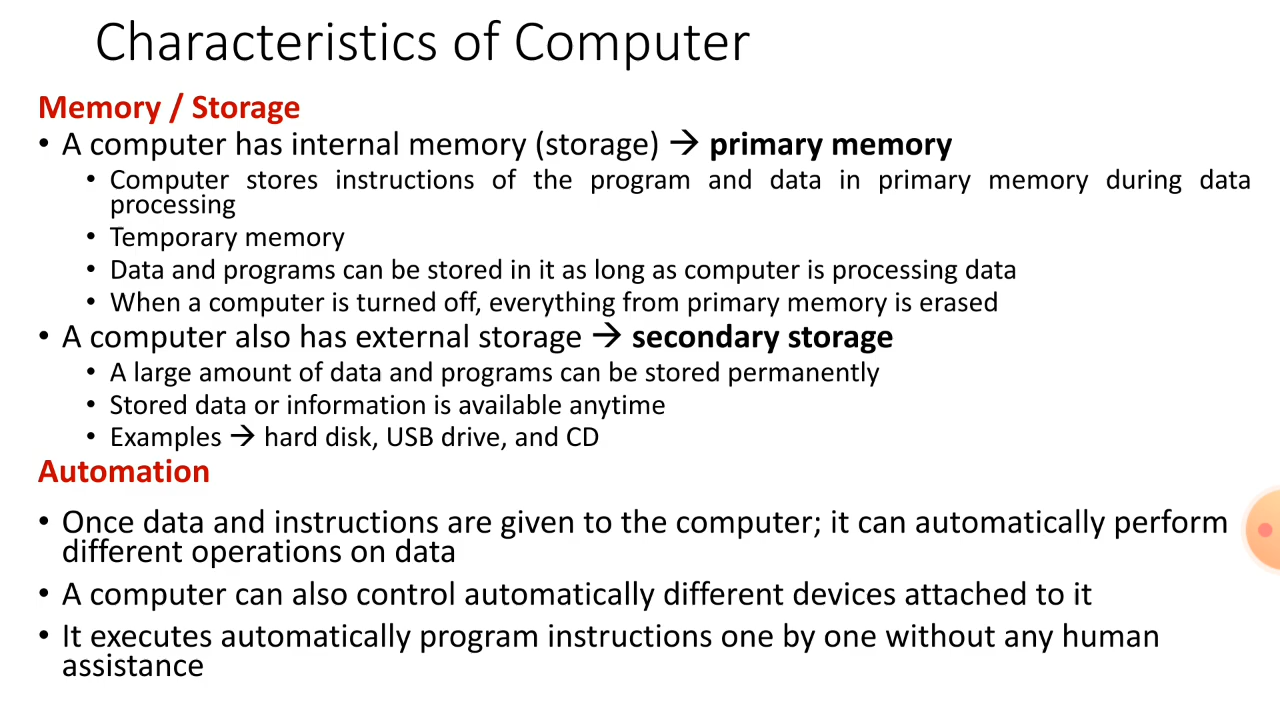 Characteristics of Computer
Memory / Storage
• A computer has internal memory (storage) → primary memory
• Computer stores instructions of the program and data in primary memory during data
processing
• Temporary memory
• Data and programs can be stored in it as long as computer is processing data
• When a computer is turned off, everything from primary memory is erased
• A computer also has external storage → secondary storage
• A large amount of data and programs can be stored permanently
• Stored data or information is available anytime
• Examples → hard disk, USB drive, and CD
Automation
• Once data and instructions are given to the computer; it can automatically perform
different operations on data
• A computer can also control automatically different devices attached to it
• It executes automatically program instructions one by one without any human
assistance